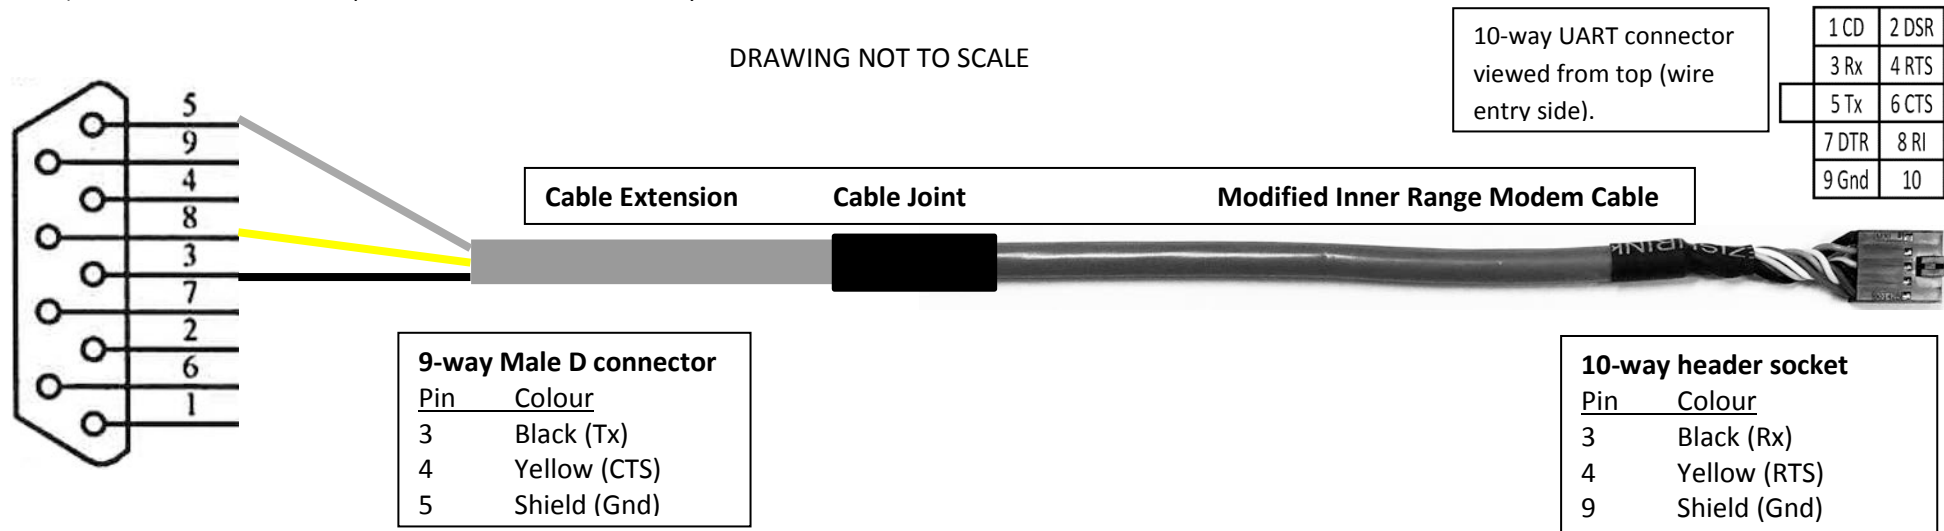 DRAWING NOT TO SCALE
10-way UART connector
viewed from top (wire
entry side).
1 CD 2 DSR
3 Rx 4 RTS
5 Tx 6 CTS
7 DTR 8 RI
9 Gnd 10
5
9
4
8
3
7
2
6
1
Cable Extension Cable Joint Modified Inner Range Modem Cable
9-way Male D connector
Pin Colour
3 Black (Tx)
4 Yellow (CTS)
5 Shield (Gnd)
10-way header socket
Pin Colour
3 Black (Rx)
4 Yellow (RTS)
9 Shield (Gnd)